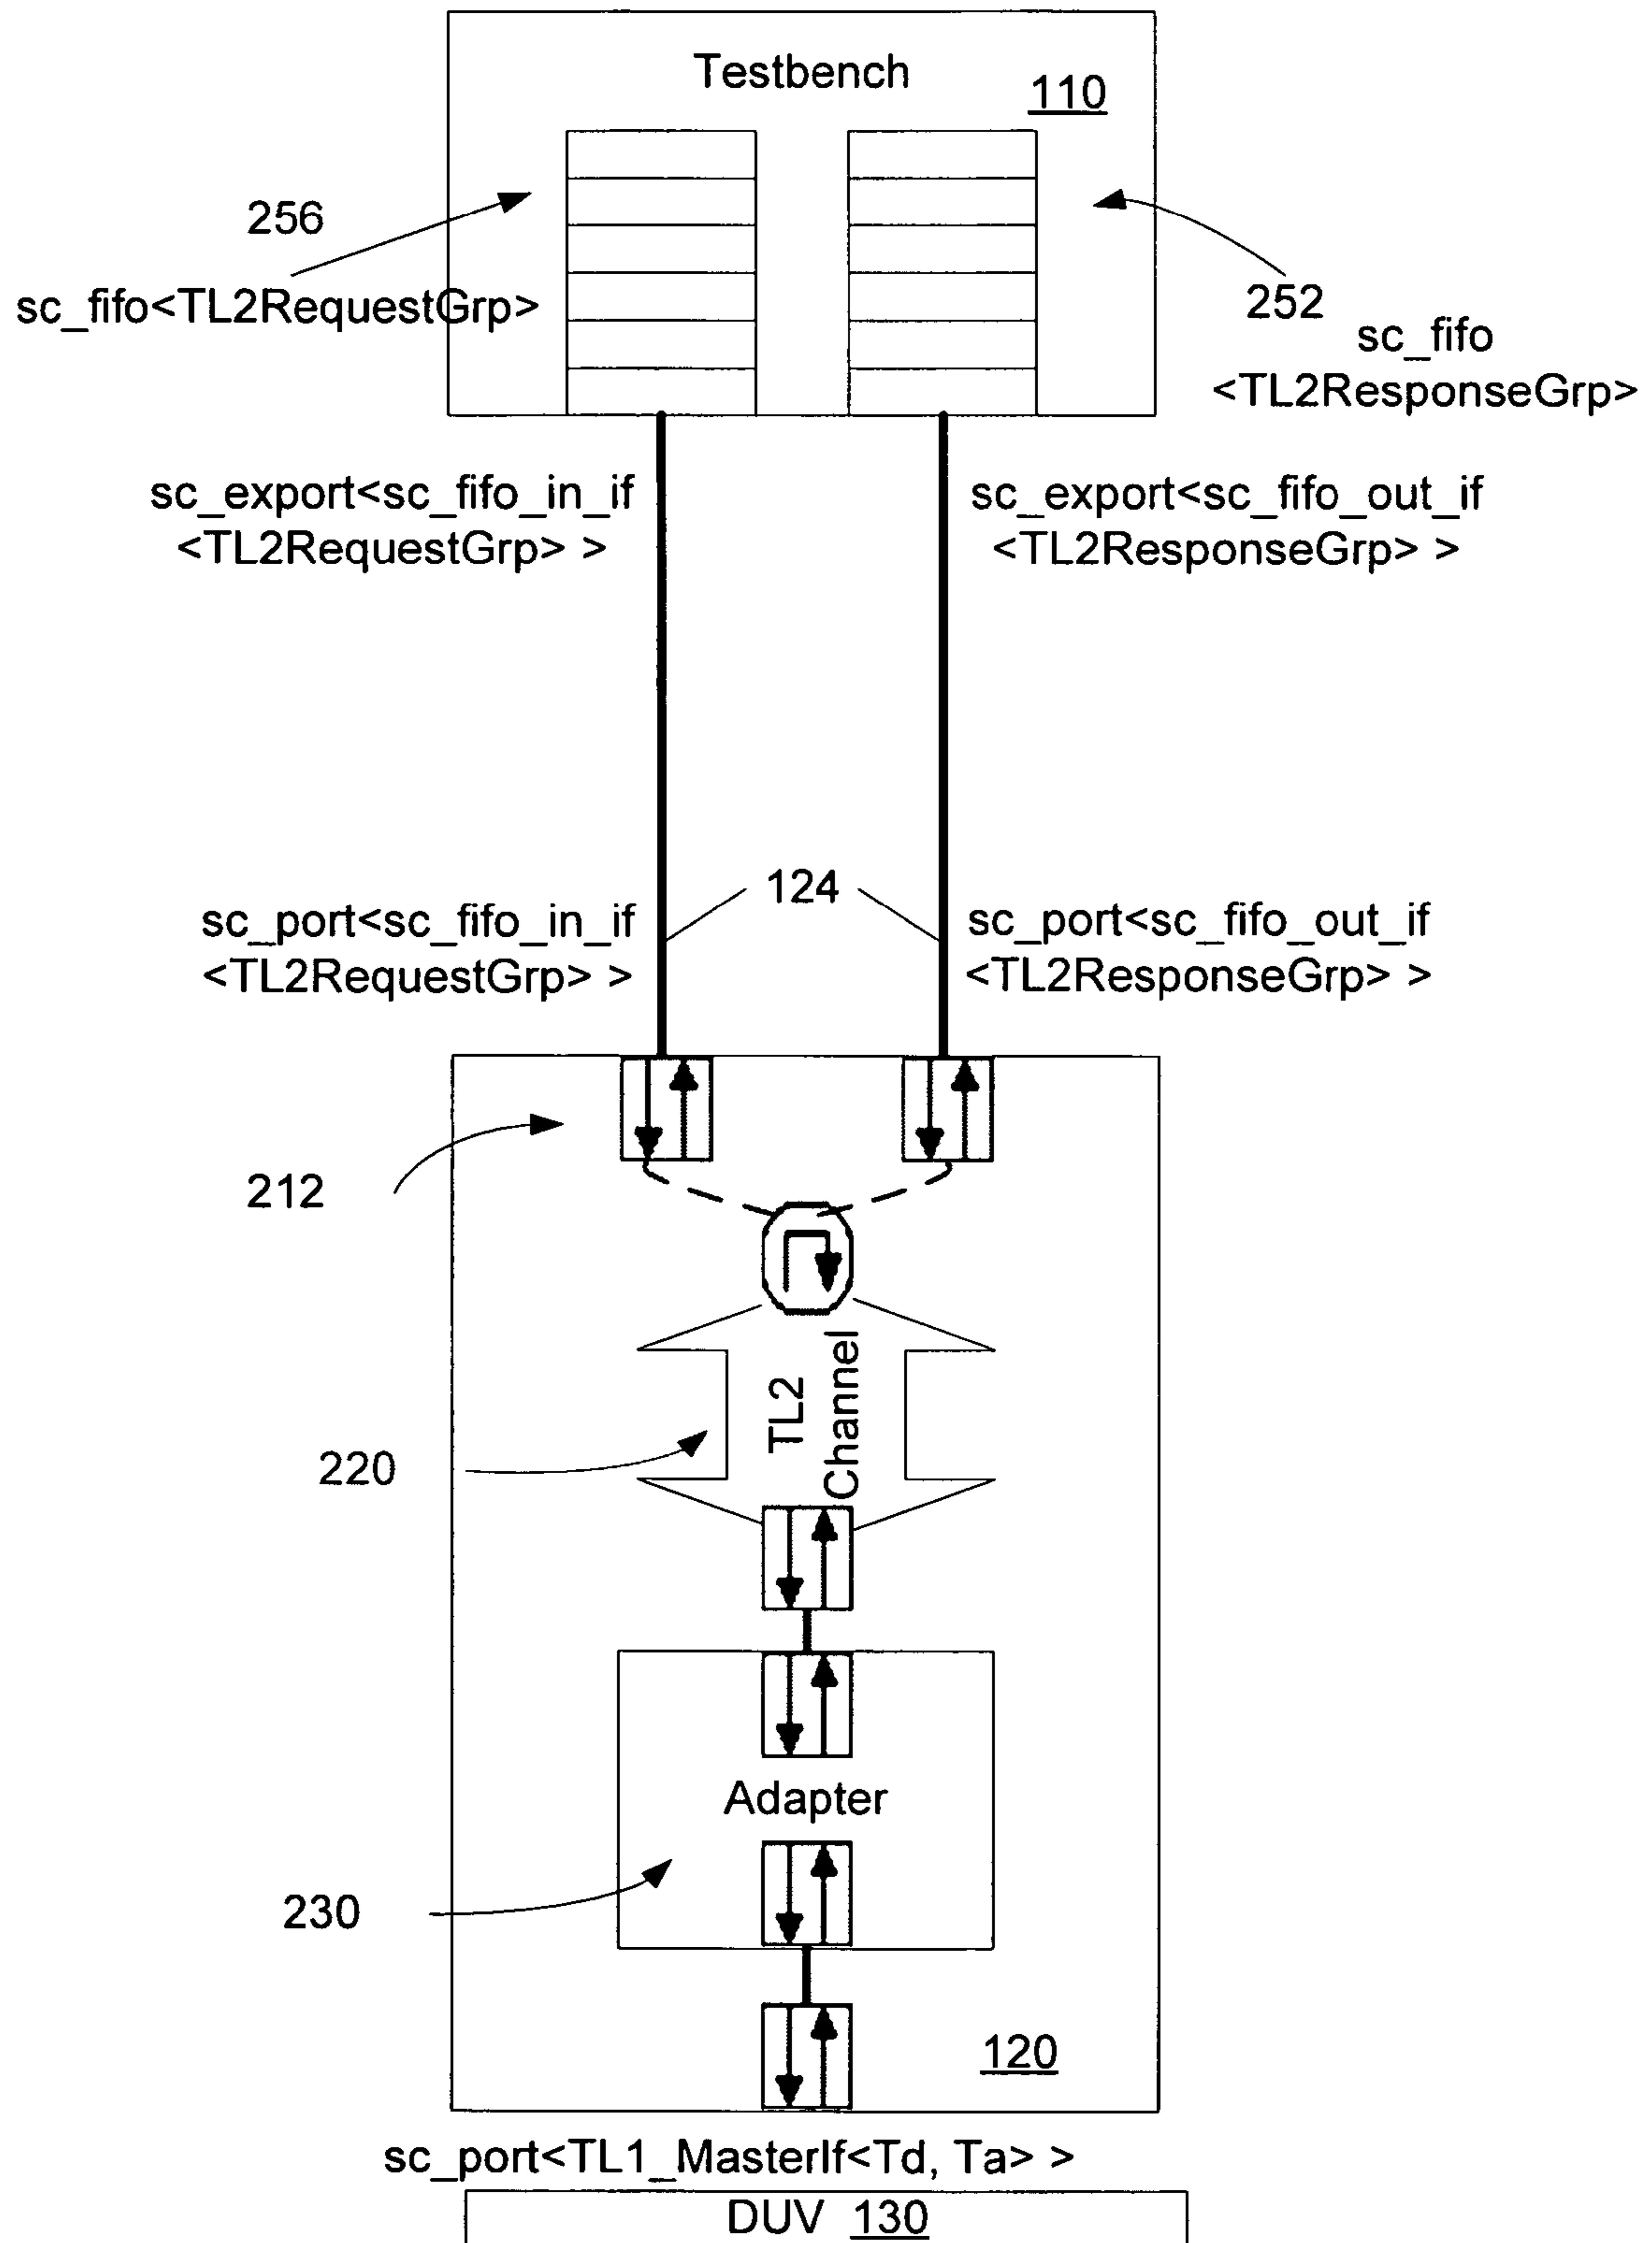 Testbench
110
256
sc_fifo<TL2RequestGrp>
252
sc_fifo
<TL2ResponseGrp>
sc_export<sc_fifo_in_if
<TL2RequestGrp> >
sc_export<sc_fifo_out_if
<TL2ResponseGrp> >
124
sc_port<sc_fifo_in_if
<TL2RequestGrp> >
sc_port<sc_fifo_out_if
<TL2ResponseGrp> >
212
TL2
Channel
220
Adapter
230
120
sc_port<TL1_MasterIf<Td, Ta> >
DUV 130